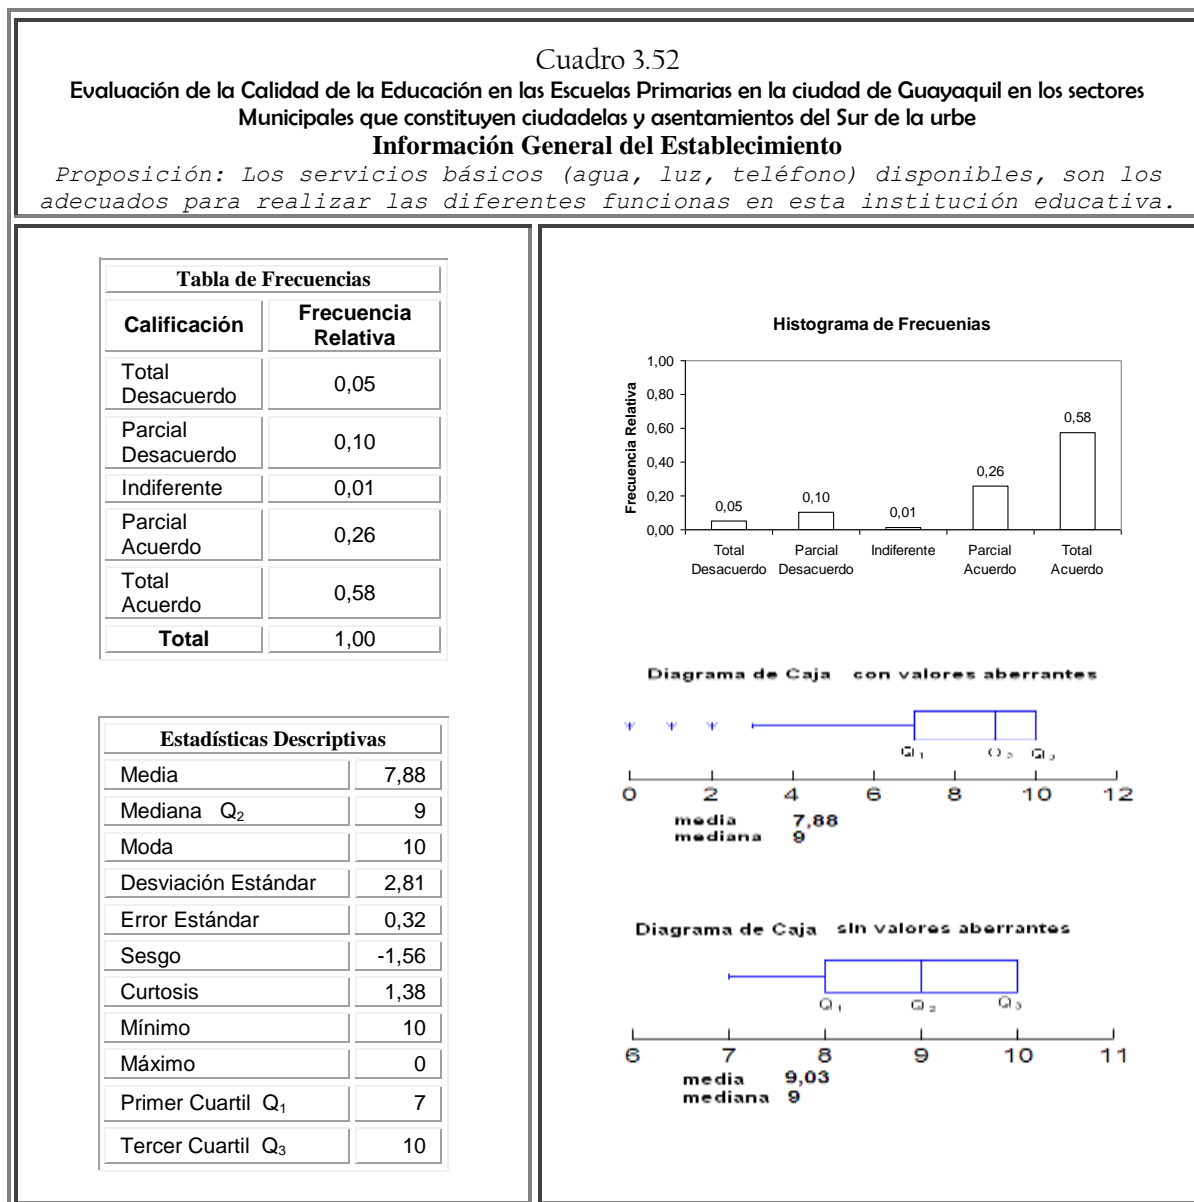 Cuadro 3.52
Evaluación de la Calidad de la Educación en las Escuelas Primarias en la ciudad de Guayaquil en los sectores
Municipales que constituyen ciudadelas y asentamientos del Sur de la urbe
Información General del Establecimiento
Proposición: Los servicios básicos (agua, luz, teléfono) disponibles, son los
adecuados para realizar las diferentes funcionas en esta institución educativa.
Tabla de Frecuencias
Calificación Frecuencia
Relativa
Total
Desacuerdo 0,05
Parcial
Desacuerdo 0,10
Indiferente 0,01
Parcial
Acuerdo 0,26
Total
Acuerdo 0,58
Total 1,00
Estadísticas Descriptivas
Media 7,88
Mediana Q2 9
Moda 10
Desviación Estándar 2,81
Error Estándar 0,32
Sesgo -1,56
Curtosis 1,38
Mínimo 10
Máximo 0
Primer Cuartil Q1 7
Tercer Cuartil Q3 10
Histograma de Frecuenias
Frecuencia Relativa
1,00
0,80
0,60
0,40
0,20
0,00
0,05 0,10 0,01 0,26 0,58
Total Parcial Indiferente Parcial Total
Desacuerdo Desacuerdo Acuerdo Acuerdo
Diagrama de Caja con valores aberrantes
Q1 Q2 Q3
0 2 4 6 8 10 12
media 7,88
mediana 9
Diagrama de Caja sin valores aberrantes
Q1 Q2 Q3
6 7 8 9 10 11
media 9,03
mediana 9